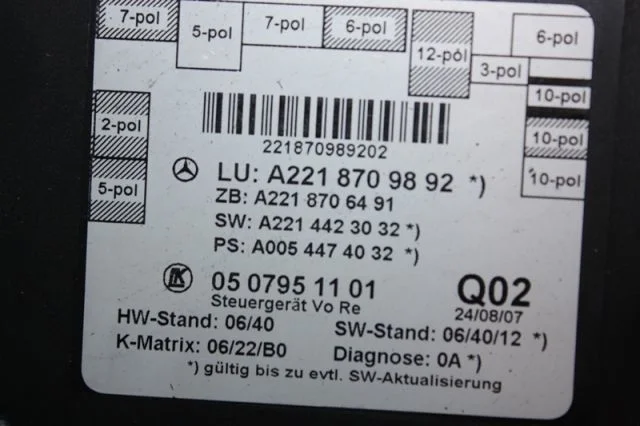 7-pol
5-pol
7-pol
6-pol
12-pol
3-pol
6-pol
10-pol
10-pol
10-pol
2-pol
5-pol
221870989202
LU: A221 870 98 92 *)
ZB: A221 870 64 91
SW: A221 442 30 32 *)
PS: A005 447 40 32 *)
K 05 0795 11 01 Q02
Steuergerät Vo Re 24/08/07
HW-Stand: 06/40 SW-Stand: 06/40/12 *)
K-Matrix: 06/22/B0 Diagnose: 0A *)
*) gültig bis zu evtl. SW-Aktualisierung